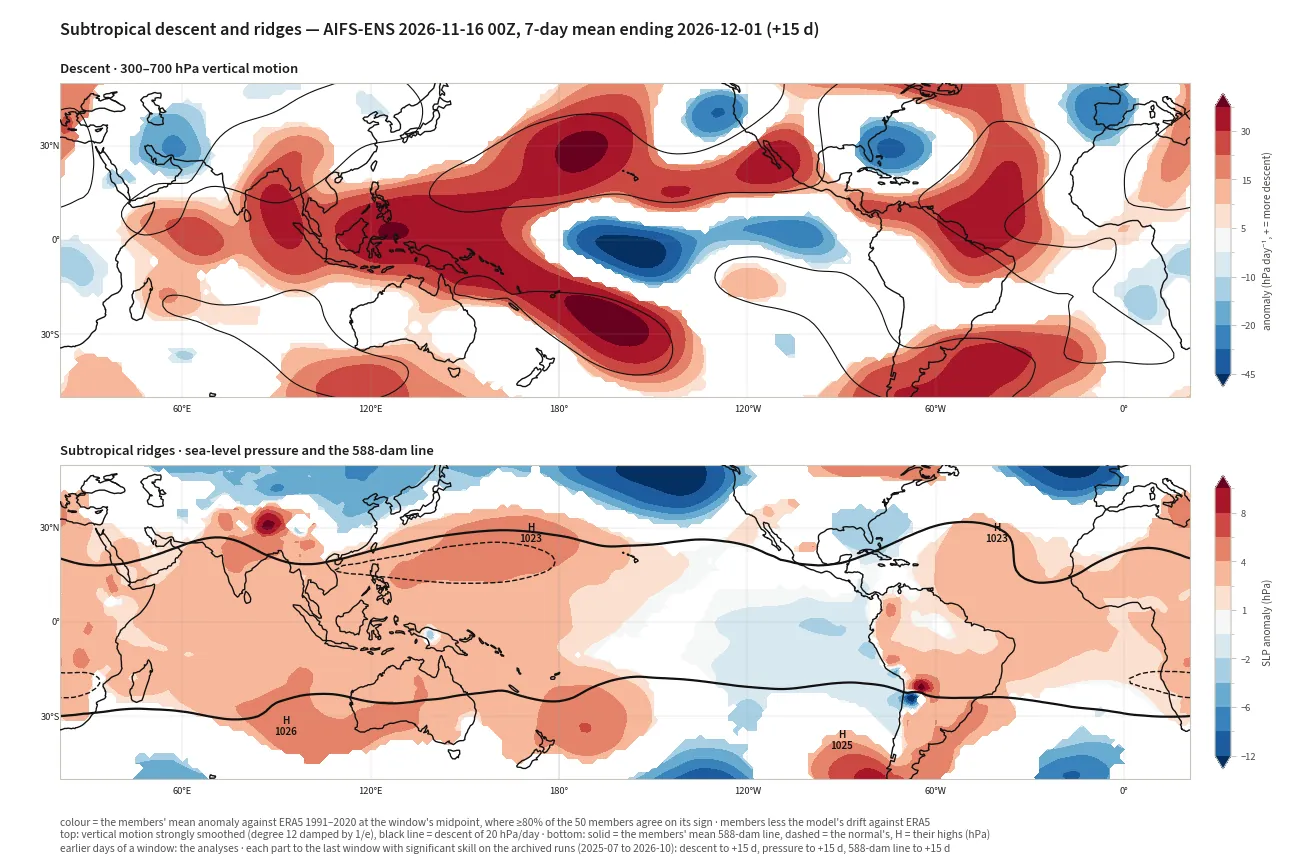 Subtropical descent and ridges — AIFS-ENS 2026-11-16 00Z, 7-day mean ending 2026-12-01 (+15 d)
Descent · 300–700 hPa vertical motion
30°N
0°
30°S
60°E
120°E
180°
120°W
60°W
0°
30
15
5
−10
−20
−45
anomaly (hPa day⁻¹, + = more descent)
Subtropical ridges · sea-level pressure and the 588-dam line
30°N
0°
30°S
H
1023
H
1023
H
1026
H
1025
60°E
120°E
180°
120°W
60°W
0°
8
4
1
−2
−6
−12
SLP anomaly (hPa)
colour = the members' mean anomaly against ERA5 1991–2020 at the window's midpoint, where ≥80% of the 50 members agree on its sign · members less the model's drift against ERA5
top: vertical motion strongly smoothed (degree 12 damped by 1/e), black line = descent of 20 hPa/day · bottom: solid = the members' mean 588-dam line, dashed = the normal's, H = their highs (hPa)
earlier days of a window: the analyses · each part to the last window with significant skill on the archived runs (2025-07 to 2026-10): descent to +15 d, pressure to +15 d, 588-dam line to +15 d